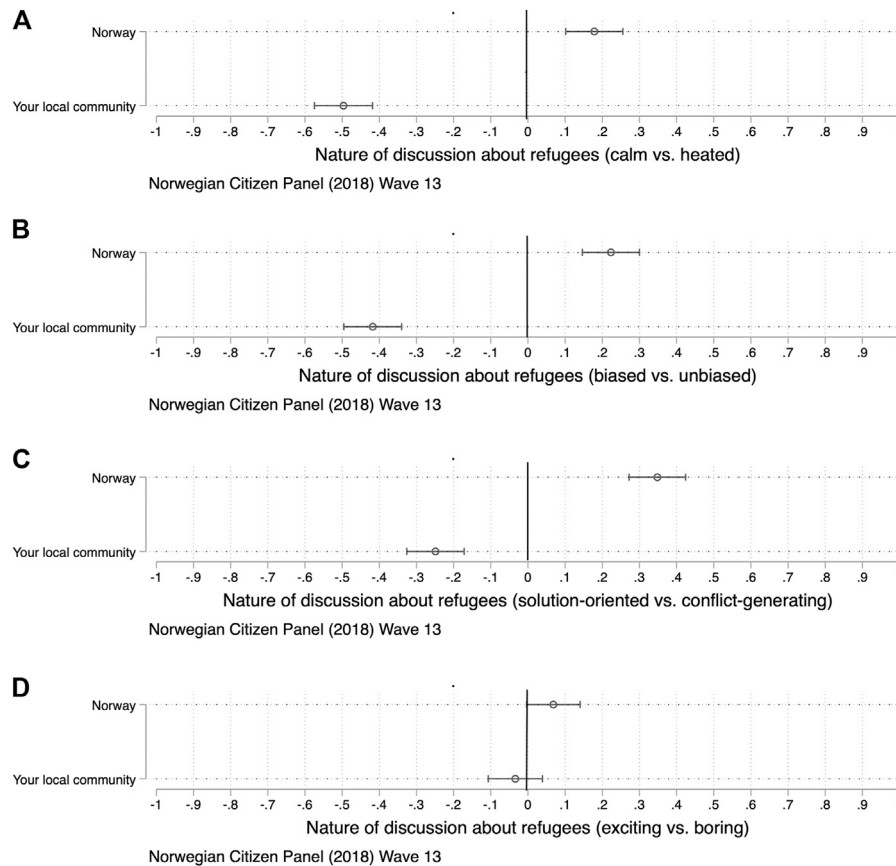 A
Norway
Your local community
-1 -.9 -.8 -.7 -.6 -.5 -.4 -.3 -.2 -.1 0 .1 .2 .3 .4 .5 .6 .7 .8 .9
Nature of discussion about refugees (calm vs. heated)
Norwegian Citizen Panel (2018) Wave 13
B
Norway
Your local community
-1 -.9 -.8 -.7 -.6 -.5 -.4 -.3 -.2 -.1 0 .1 .2 .3 .4 .5 .6 .7 .8 .9
Nature of discussion about refugees (biased vs. unbiased)
Norwegian Citizen Panel (2018) Wave 13
C
Norway
Your local community
-1 -.9 -.8 -.7 -.6 -.5 -.4 -.3 -.2 -.1 0 .1 .2 .3 .4 .5 .6 .7 .8 .9
Nature of discussion about refugees (solution-oriented vs. conflict-generating)
Norwegian Citizen Panel (2018) Wave 13
D
Norway
Your local community
-1 -.9 -.8 -.7 -.6 -.5 -.4 -.3 -.2 -.1 0 .1 .2 .3 .4 .5 .6 .7 .8 .9
Nature of discussion about refugees (exciting vs. boring)
Norwegian Citizen Panel (2018) Wave 13